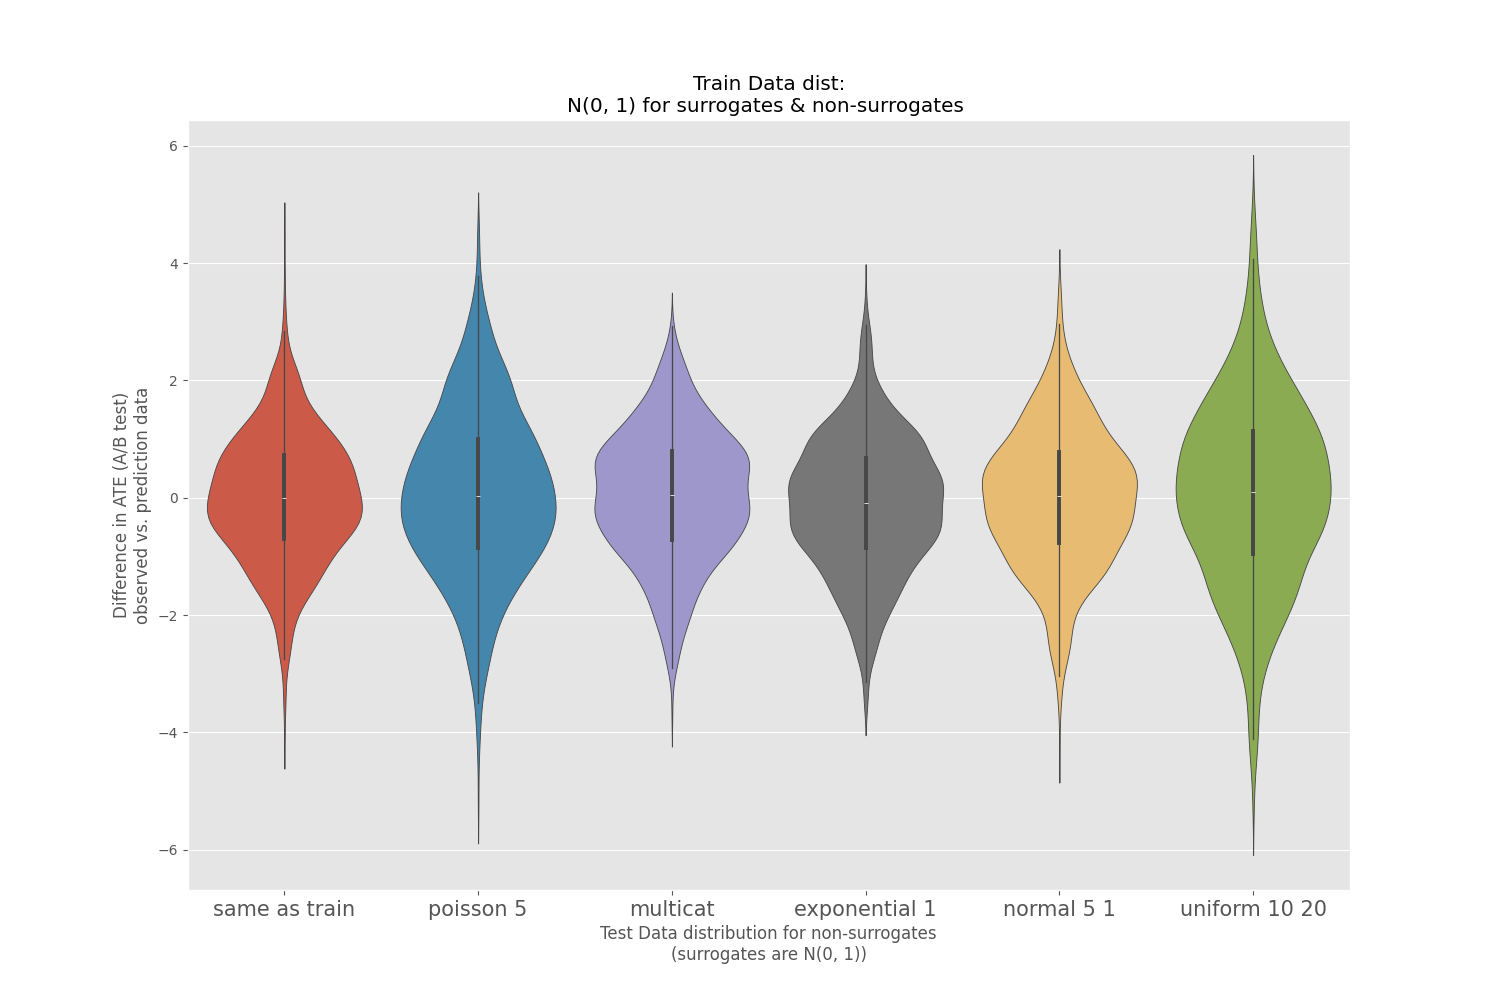 Train Data dist:
N(0, 1) for surrogates & non-surrogates
Difference in ATE (A/B test)
observed vs. prediction data
6
4
2
0
−2
−4
−6
same as train
poisson 5
multicat
exponential 1
normal 5 1
uniform 10 20
Test Data distribution for non-surrogates
(surrogates are N(0, 1))